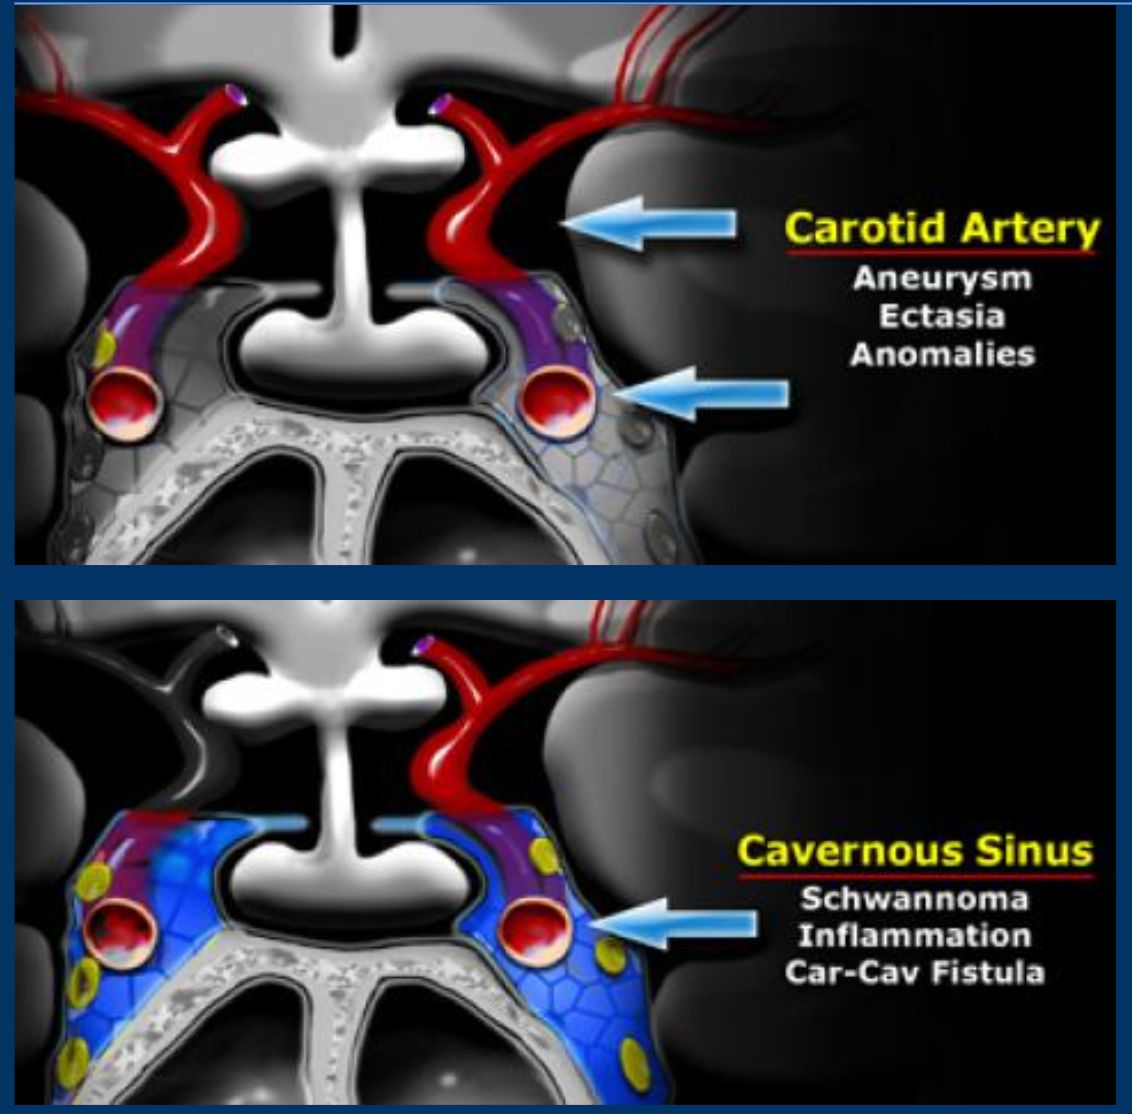 Carotid Artery
Aneurysm
Ectasia
Anomalies
Cavernous Sinus
Schwannoma
Inflammation
Car-Cav Fistula